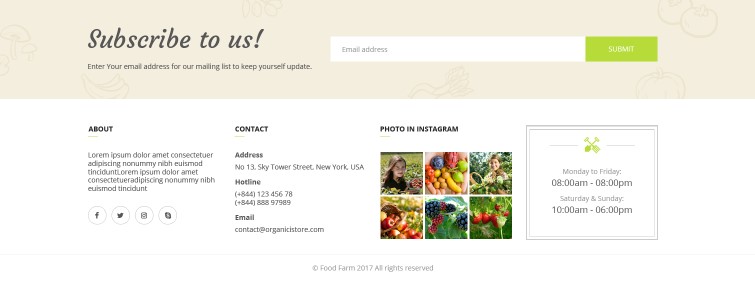 Subscribe to us!
Enter Your email address for our mailing list to keep yourself update.
Email address
SUBMIT
ABOUT
Lorem ipsum dolor amet consectetuer
adipiscing nonummy nibh euismod
tinciduntLorem ipsum dolor amet
consectetueradipiscing nonummy nibh
euismod tincidunt
CONTACT
Address
No 13, Sky Tower Street, New York, USA
Hotline
(+844) 123 456 78
(+844) 888 97989
Email
contact@organicistore.com
PHOTO IN INSTAGRAM
Monday to Friday:
08:00am - 08:00pm
Saturday & Sunday:
10:00am - 06:00pm
© Food Farm 2017 All rights reserved